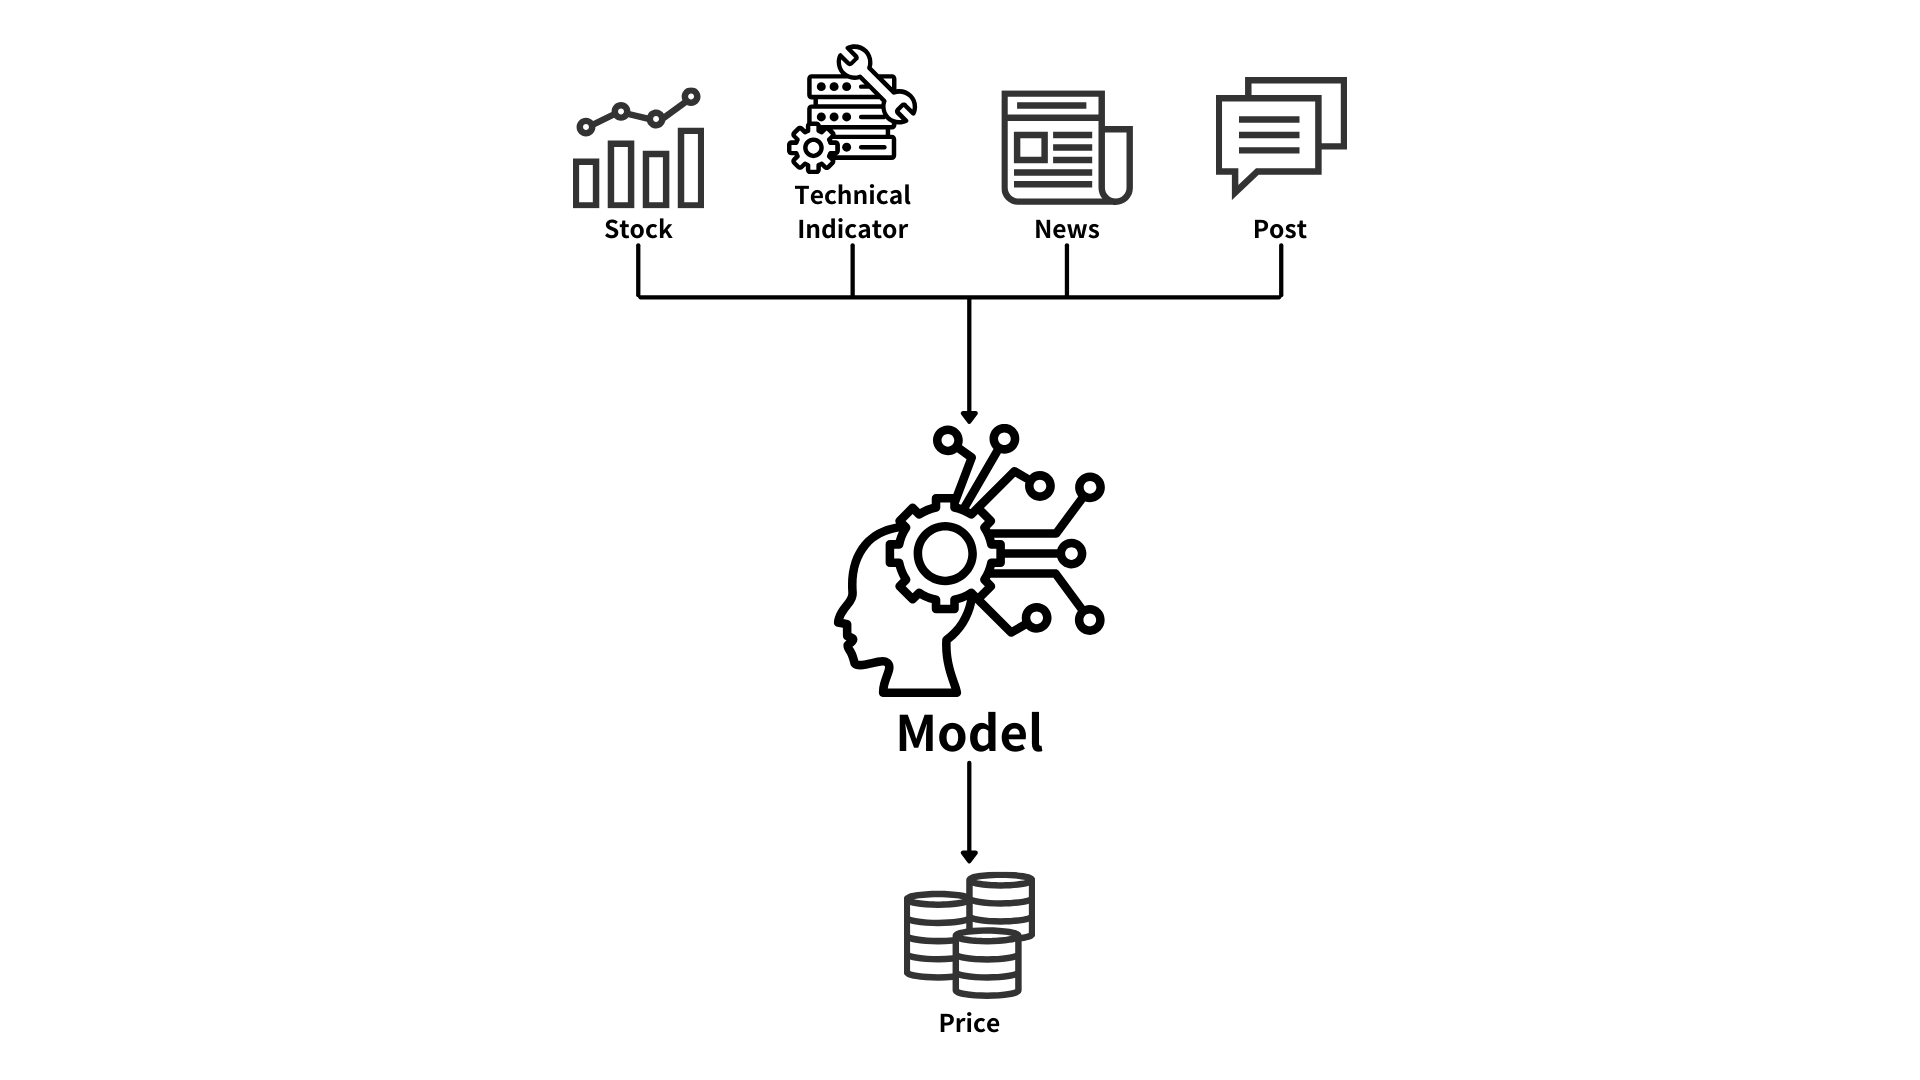 Stock
Technical
Indicator
News
Post
Model
Price